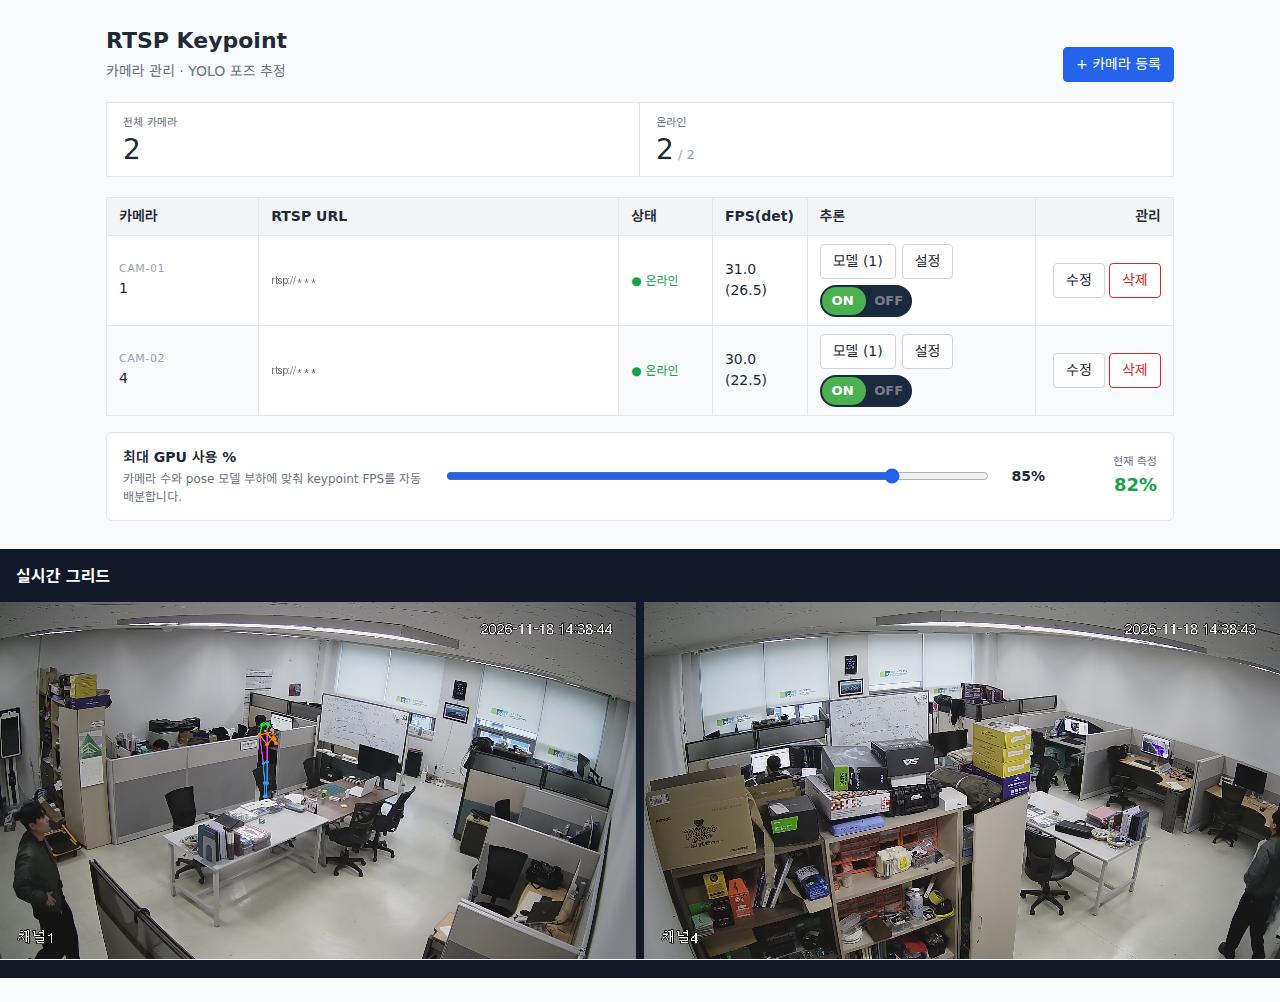 RTSP Keypoint
카메라 관리 · YOLO 포즈 추정
+ 카메라 등록
전체 카메라
2
온라인
2 / 2
카메라 RTSP URL 상태 FPS(det) 추론 관리
CAM-01
1
rtsp://***
● 온라인
31.0
(26.5)
모델 (1) 설정
ON OFF
수정 삭제
CAM-02
4
rtsp://***
● 온라인
30.0
(22.5)
모델 (1) 설정
ON OFF
수정 삭제
최대 GPU 사용 %
카메라 수와 pose 모델 부하에 맞춰 keypoint FPS를 자동
배분합니다.
85%
현재 측정
82%
실시간 그리드
2026-11-18 14:38:44
채널1
2026-11-18 14:38:43
채널4